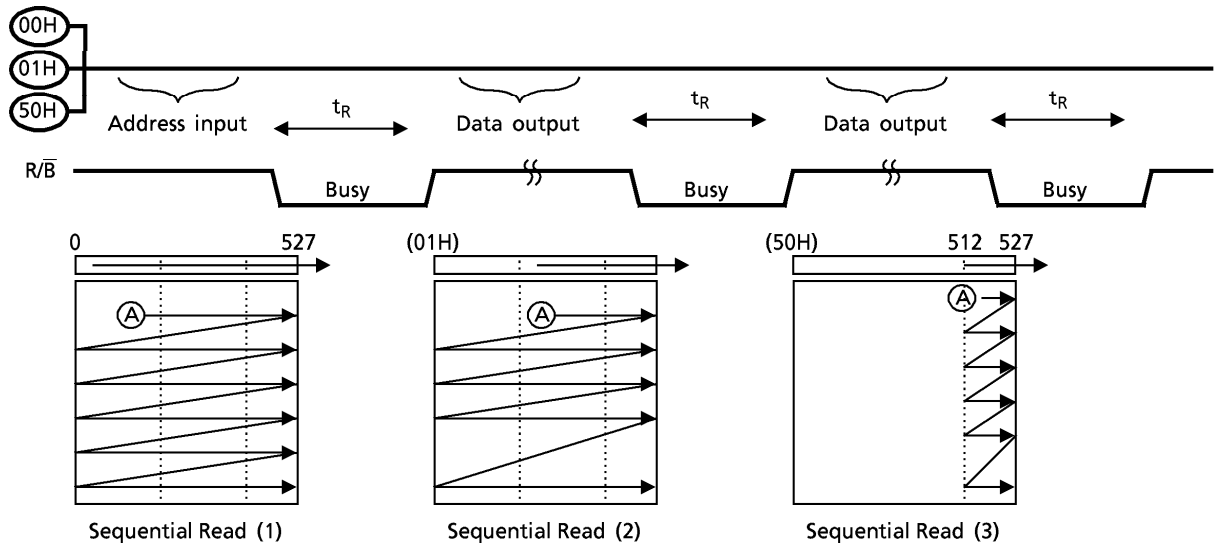 00H
01H
50H
Address input
tR
Data output
tR
Data output
tR
R/B̅
Busy
Busy
Busy
0 527
(01H)
(50H) 512 527
A
A
A
Sequential Read (1)
Sequential Read (2)
Sequential Read (3)